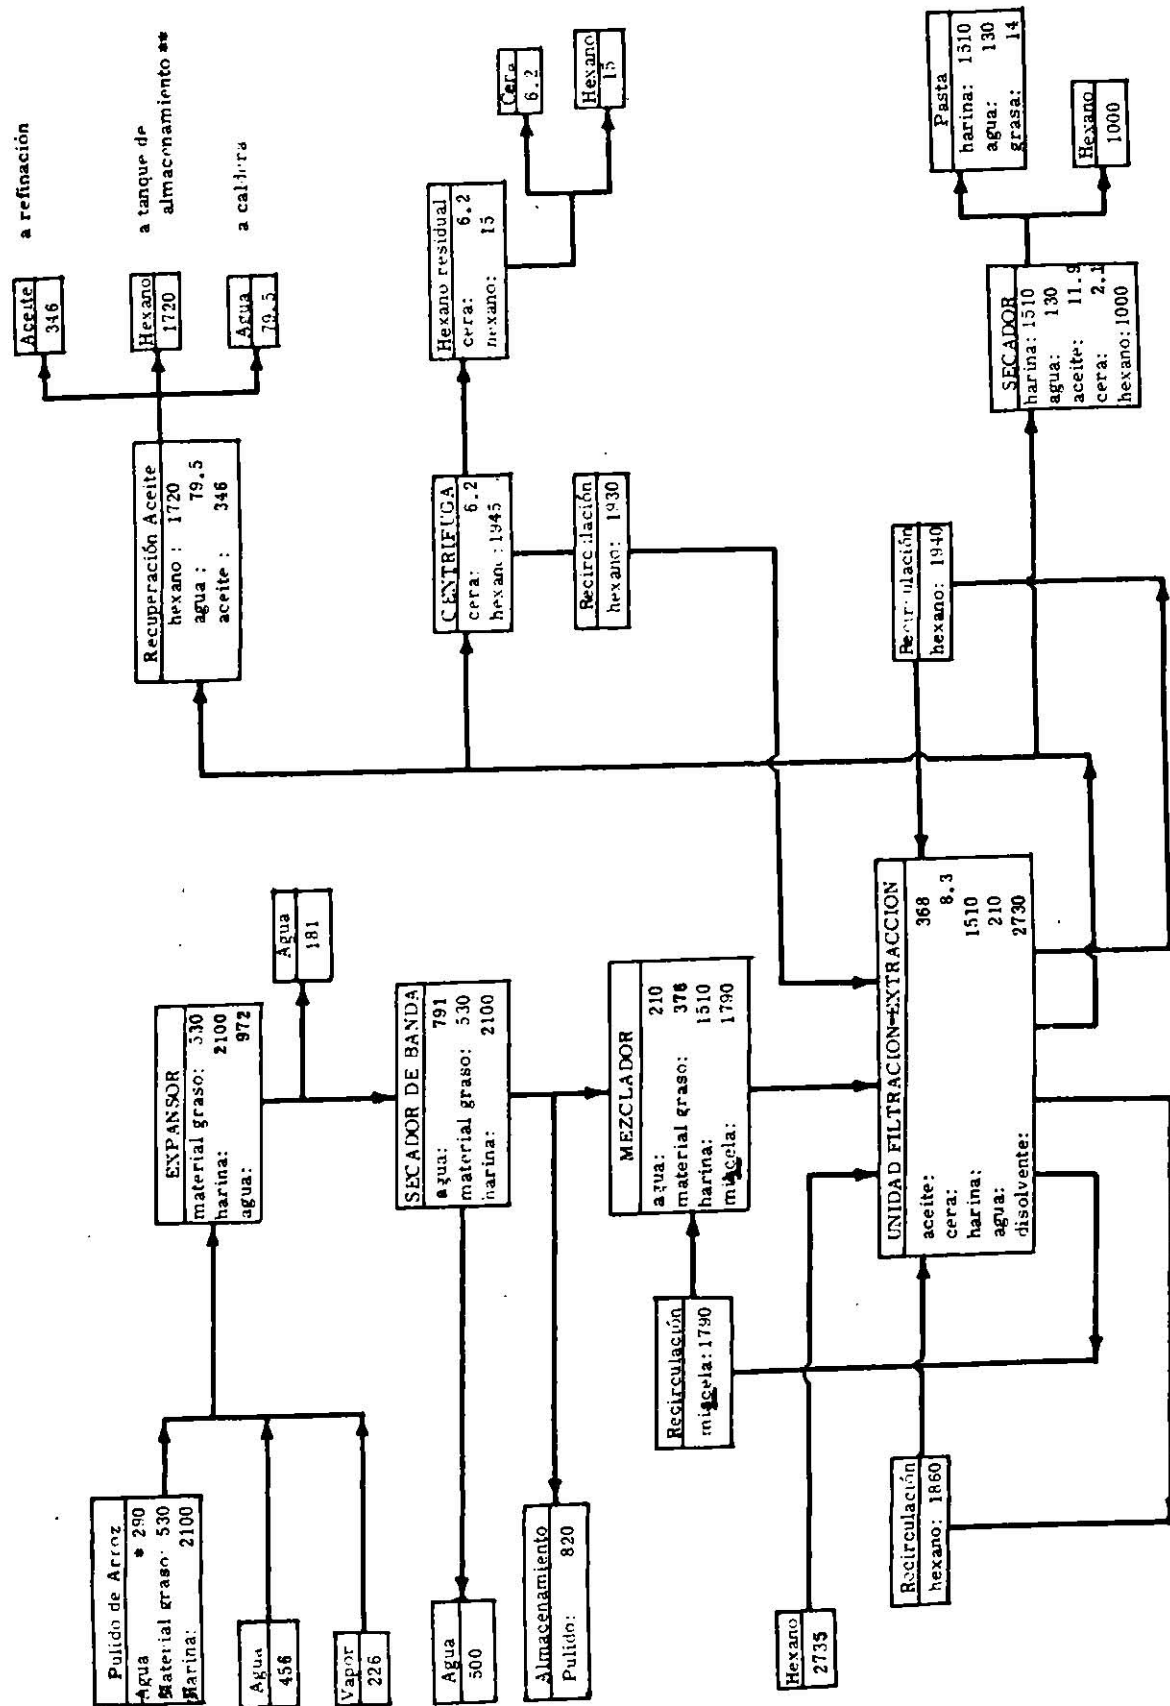 Pulido de Arroz
Agua * 290
Material graso: 530
Harina: 2100
Agua
456
Vapor
226
EXPANSOR
material graso: 530
harina: 2100
agua: 972
Agua
181
Agua
500
SECADOR DE BANDA
agua: 791
material graso: 530
harina: 2100
Almacenamiento
Pulido: 820
MEZCLADOR
agua: 210
material graso: 376
harina: 1510
miscela: 1790
Recirculación
miscela: 1790
Hexano
2735
Recirculación
hexano: 1860
UNIDAD FILTRACION-EXTRACCION
aceite: 368
cera: 8.3
harina: 1510
agua: 210
disolvente: 2730
Recirculación
hexano: 1940
Recuperación Aceite
hexano: 1720
agua: 79.5
aceite: 346
Aceite
346
a refinación
Hexano
1720
a tanque de
almacenamiento **
Agua
79.5
a caldera
CENTRIFUGA
cera: 6.2
hexano: 1945
Recirculación
hexano: 1930
Hexano residual
cera: 6.2
hexano: 15
Cera
6.2
Hexano
15
SECADOR
harina: 1510
agua: 130
aceite: 11.9
cera: 2.1
hexano: 1000
Pasta
harina: 1510
agua: 130
grasa: 14
Hexano
1000